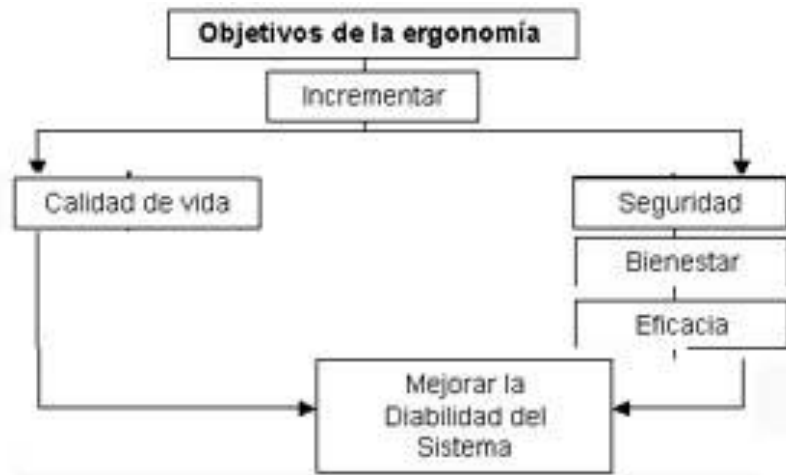 Objetivos de la ergonomía
Incrementar
Calidad de vida
Seguridad
Bienestar
Eficacia
Mejorar la
Diabilidad del
Sistema